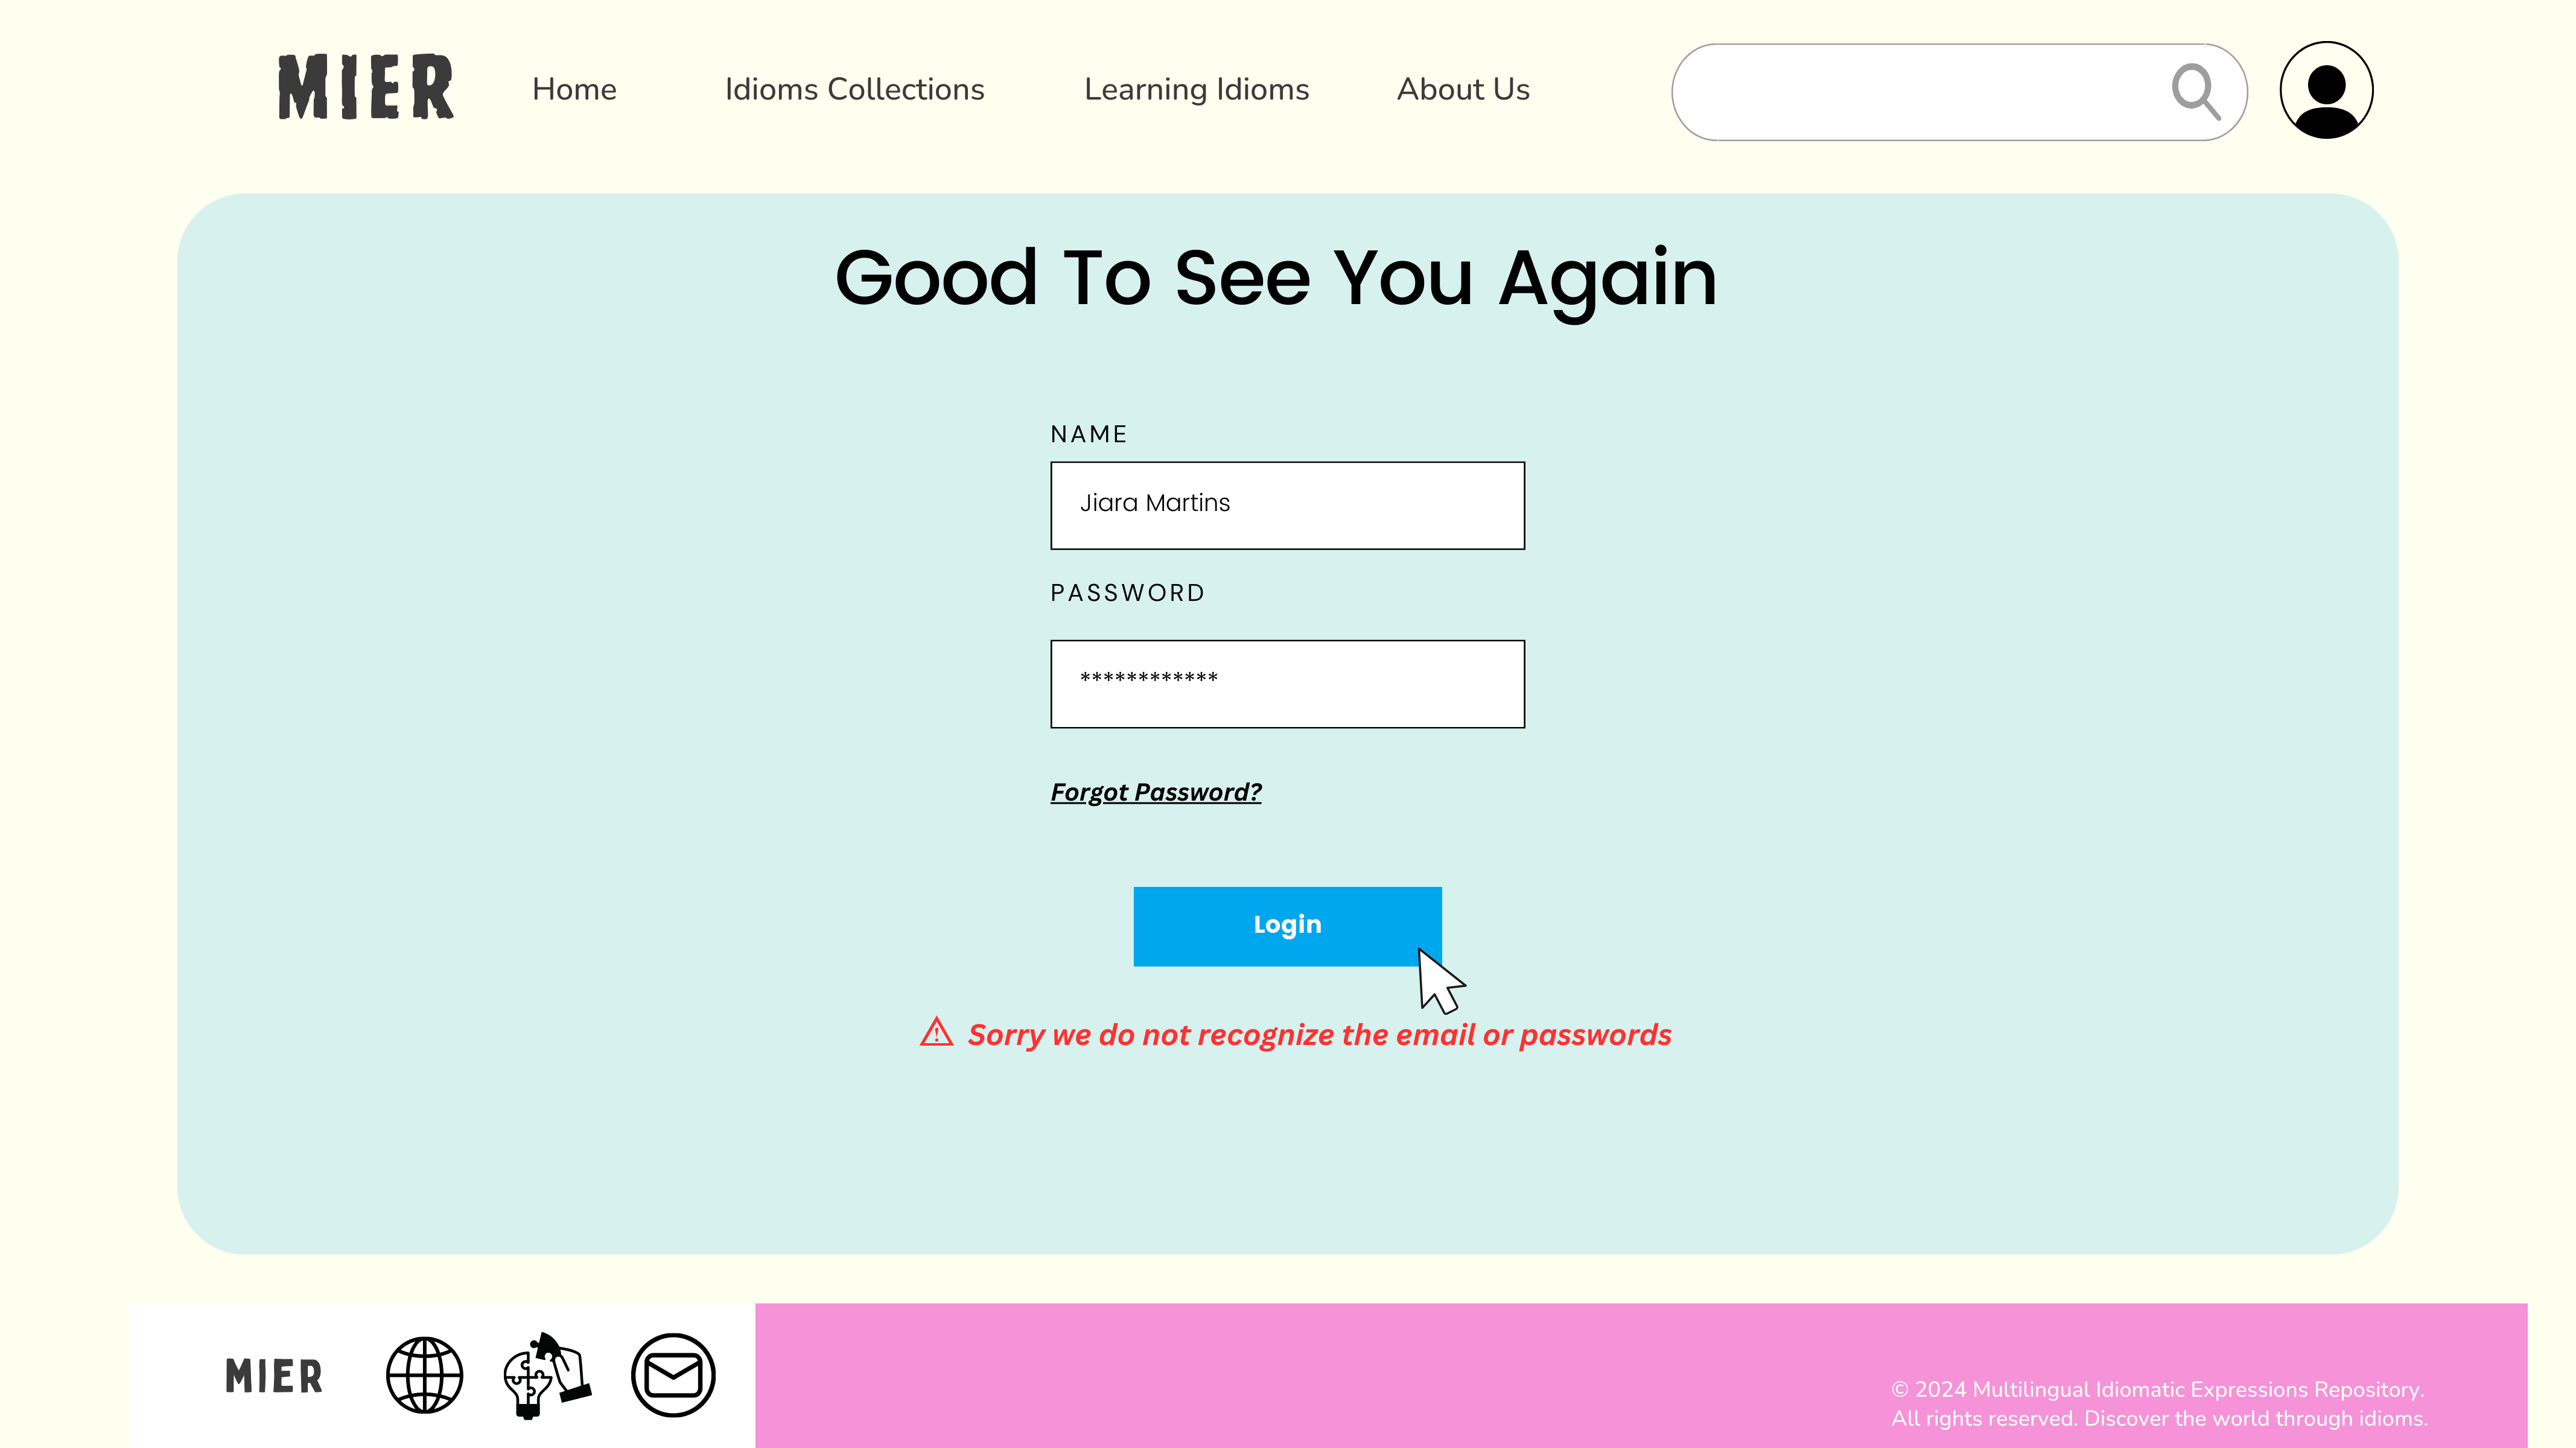 MIER
Home
Idioms Collections
Learning Idioms
About Us
Good To See You Again
NAME
Jiara Martins
PASSWORD
************
Forgot Password?
Login
Sorry we do not recognize the email or passwords
MIER
© 2024 Multilingual Idiomatic Expressions Repository.
All rights reserved. Discover the world through idioms.